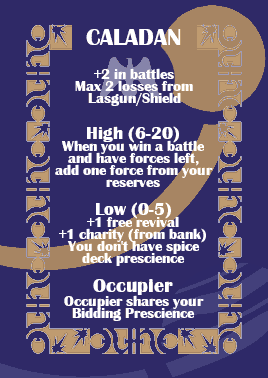 CALADAN
+2 in battles
Max 2 losses from
Lasgun/Shield
High (6-20)
When you win a battle
and have forces left,
add one force from your
reserves
Low (0-5)
+1 free revival
+1 charity (from bank)
You don't have spice
deck prescience
Occupier
Occupier shares your
Bidding Prescience